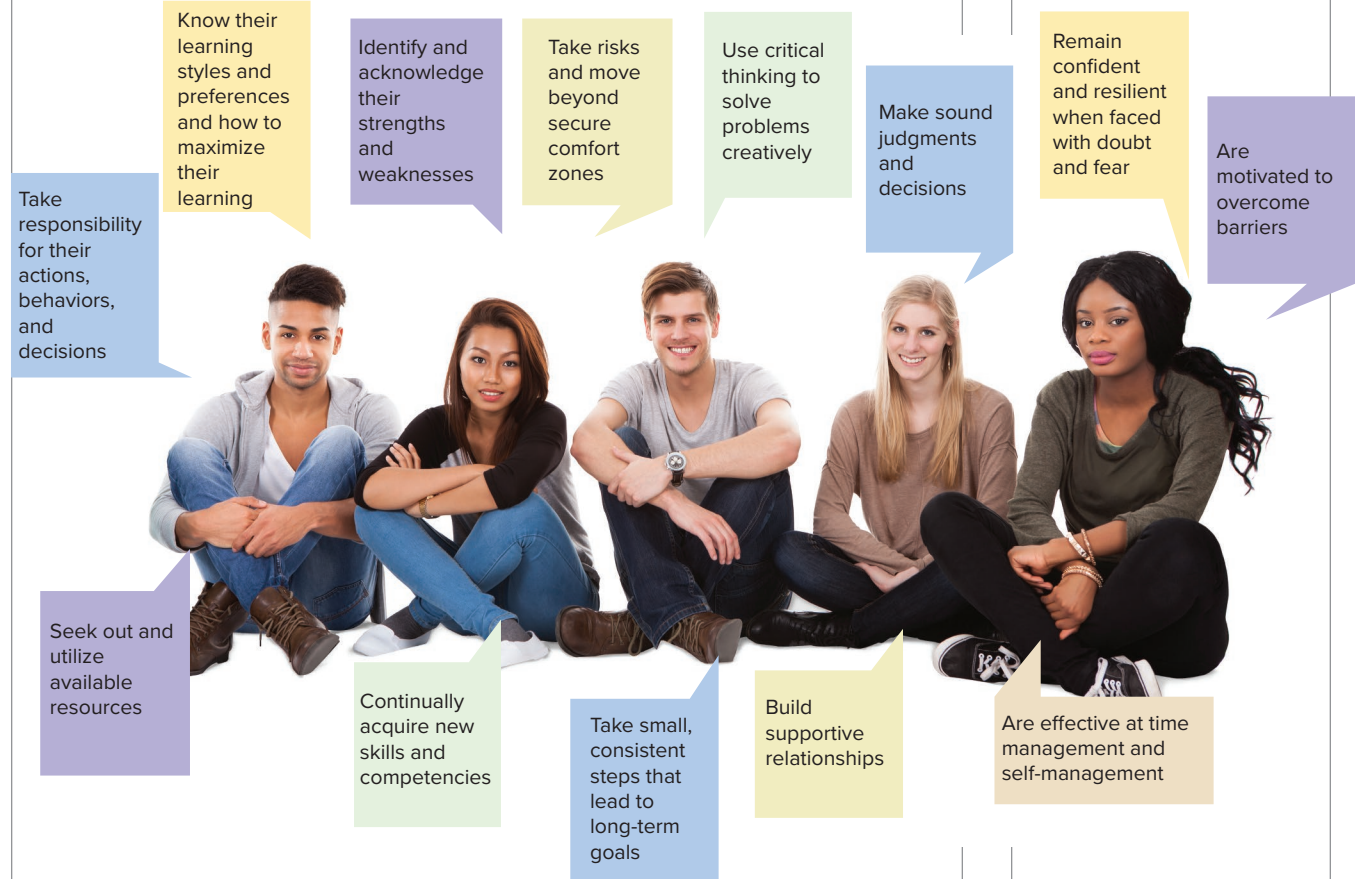 Take
responsibility
for their
actions,
behaviors,
and
decisions
Know their
learning
styles and
preferences
and how to
maximize
their
learning
Identify and
acknowledge
their
strengths
and
weaknesses
Take risks
and move
beyond
secure
comfort
zones
Use critical
thinking to
solve
problems
creatively
Make sound
judgments
and
decisions
Remain
confident
and resilient
when faced
with doubt
and fear
Are
motivated to
overcome
barriers
Seek out and
utilize
available
resources
Continually
acquire new
skills and
competencies
Take small,
consistent
steps that
lead to
long-term
goals
Build
supportive
relationships
Are effective at time
management and
self-management